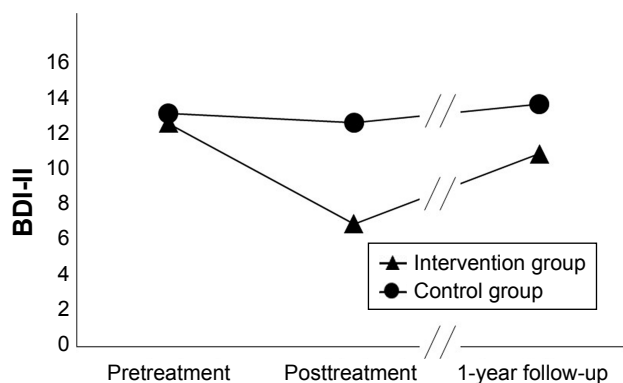 BDI-II
16
14
12
10
8
6
4
2
0
Intervention group
Control group
Pretreatment Posttreatment 1-year follow-up